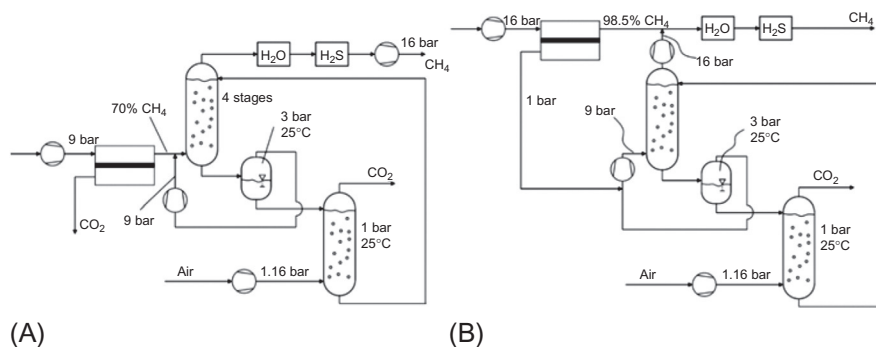 H₂O
H₂S
16 bar
CH₄
4 stages
70% CH₄
3 bar
25°C
9 bar
CO₂
9 bar
CO₂
1 bar
25°C
Air
1.16 bar
(A)
16 bar
98.5% CH₄
H₂O
H₂S
CH₄
16 bar
1 bar
9 bar
3 bar
25°C
CO₂
1 bar
25°C
Air
1.16 bar
(B)